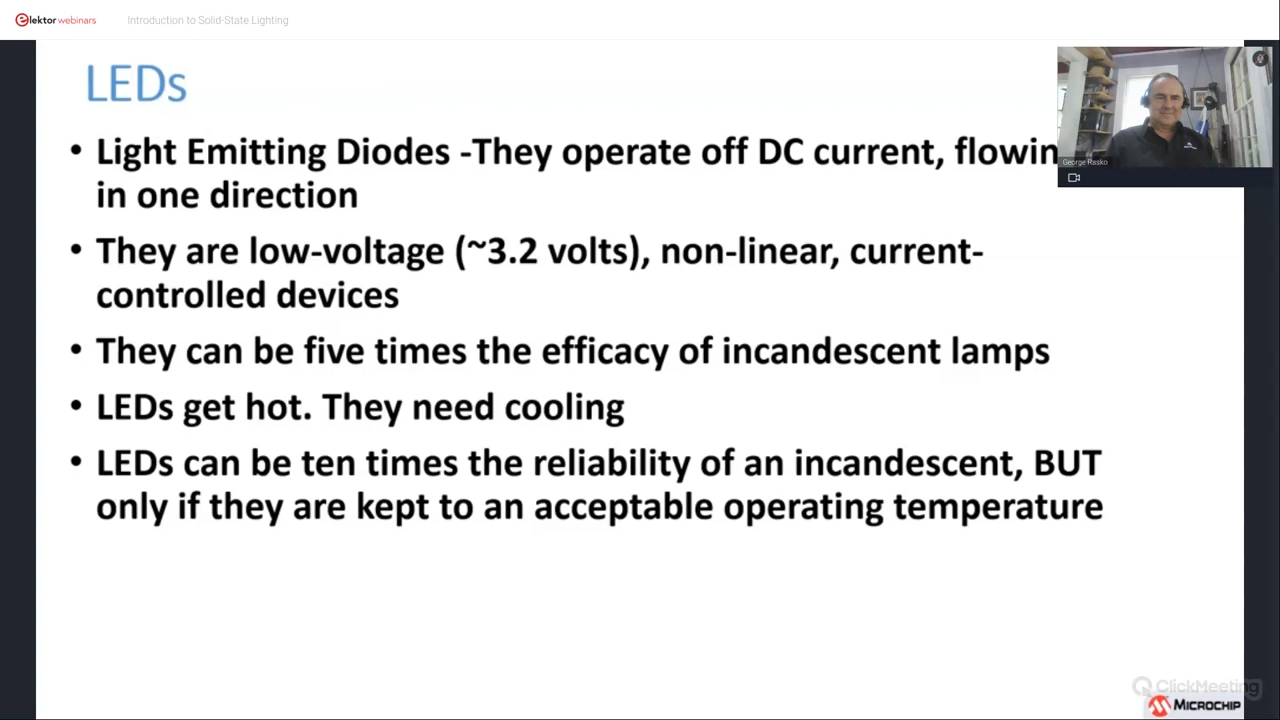 elektor webinars
Introduction to Solid-State Lighting
LEDs
• Light Emitting Diodes -They operate off DC current, flowin
in one direction
• They are low-voltage (~3.2 volts), non-linear, current-
controlled devices
• They can be five times the efficacy of incandescent lamps
• LEDs get hot. They need cooling
• LEDs can be ten times the reliability of an incandescent, BUT
only if they are kept to an acceptable operating temperature
George Rasko
ClickMeeting
MICROCHIP